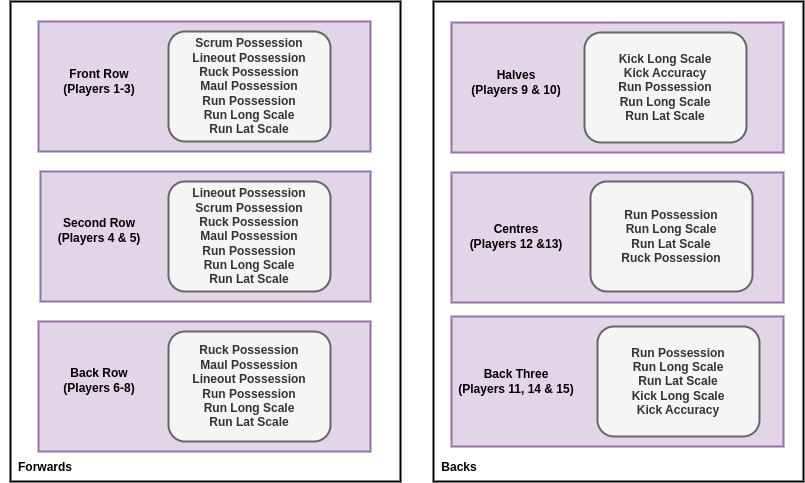 Front Row
(Players 1-3)
Scrum Possession
Lineout Possession
Ruck Possession
Maul Possession
Run Possession
Run Long Scale
Run Lat Scale
Second Row
(Players 4 & 5)
Lineout Possession
Scrum Possession
Ruck Possession
Maul Possession
Run Possession
Run Long Scale
Run Lat Scale
Back Row
(Players 6-8)
Ruck Possession
Maul Possession
Lineout Possession
Run Possession
Run Long Scale
Run Lat Scale
Forwards
Halves
(Players 9 & 10)
Kick Long Scale
Kick Accuracy
Run Possession
Run Long Scale
Run Lat Scale
Centres
(Players 12 &13)
Run Possession
Run Long Scale
Run Lat Scale
Ruck Possession
Back Three
(Players 11, 14 & 15)
Run Possession
Run Long Scale
Run Lat Scale
Kick Long Scale
Kick Accuracy
Backs